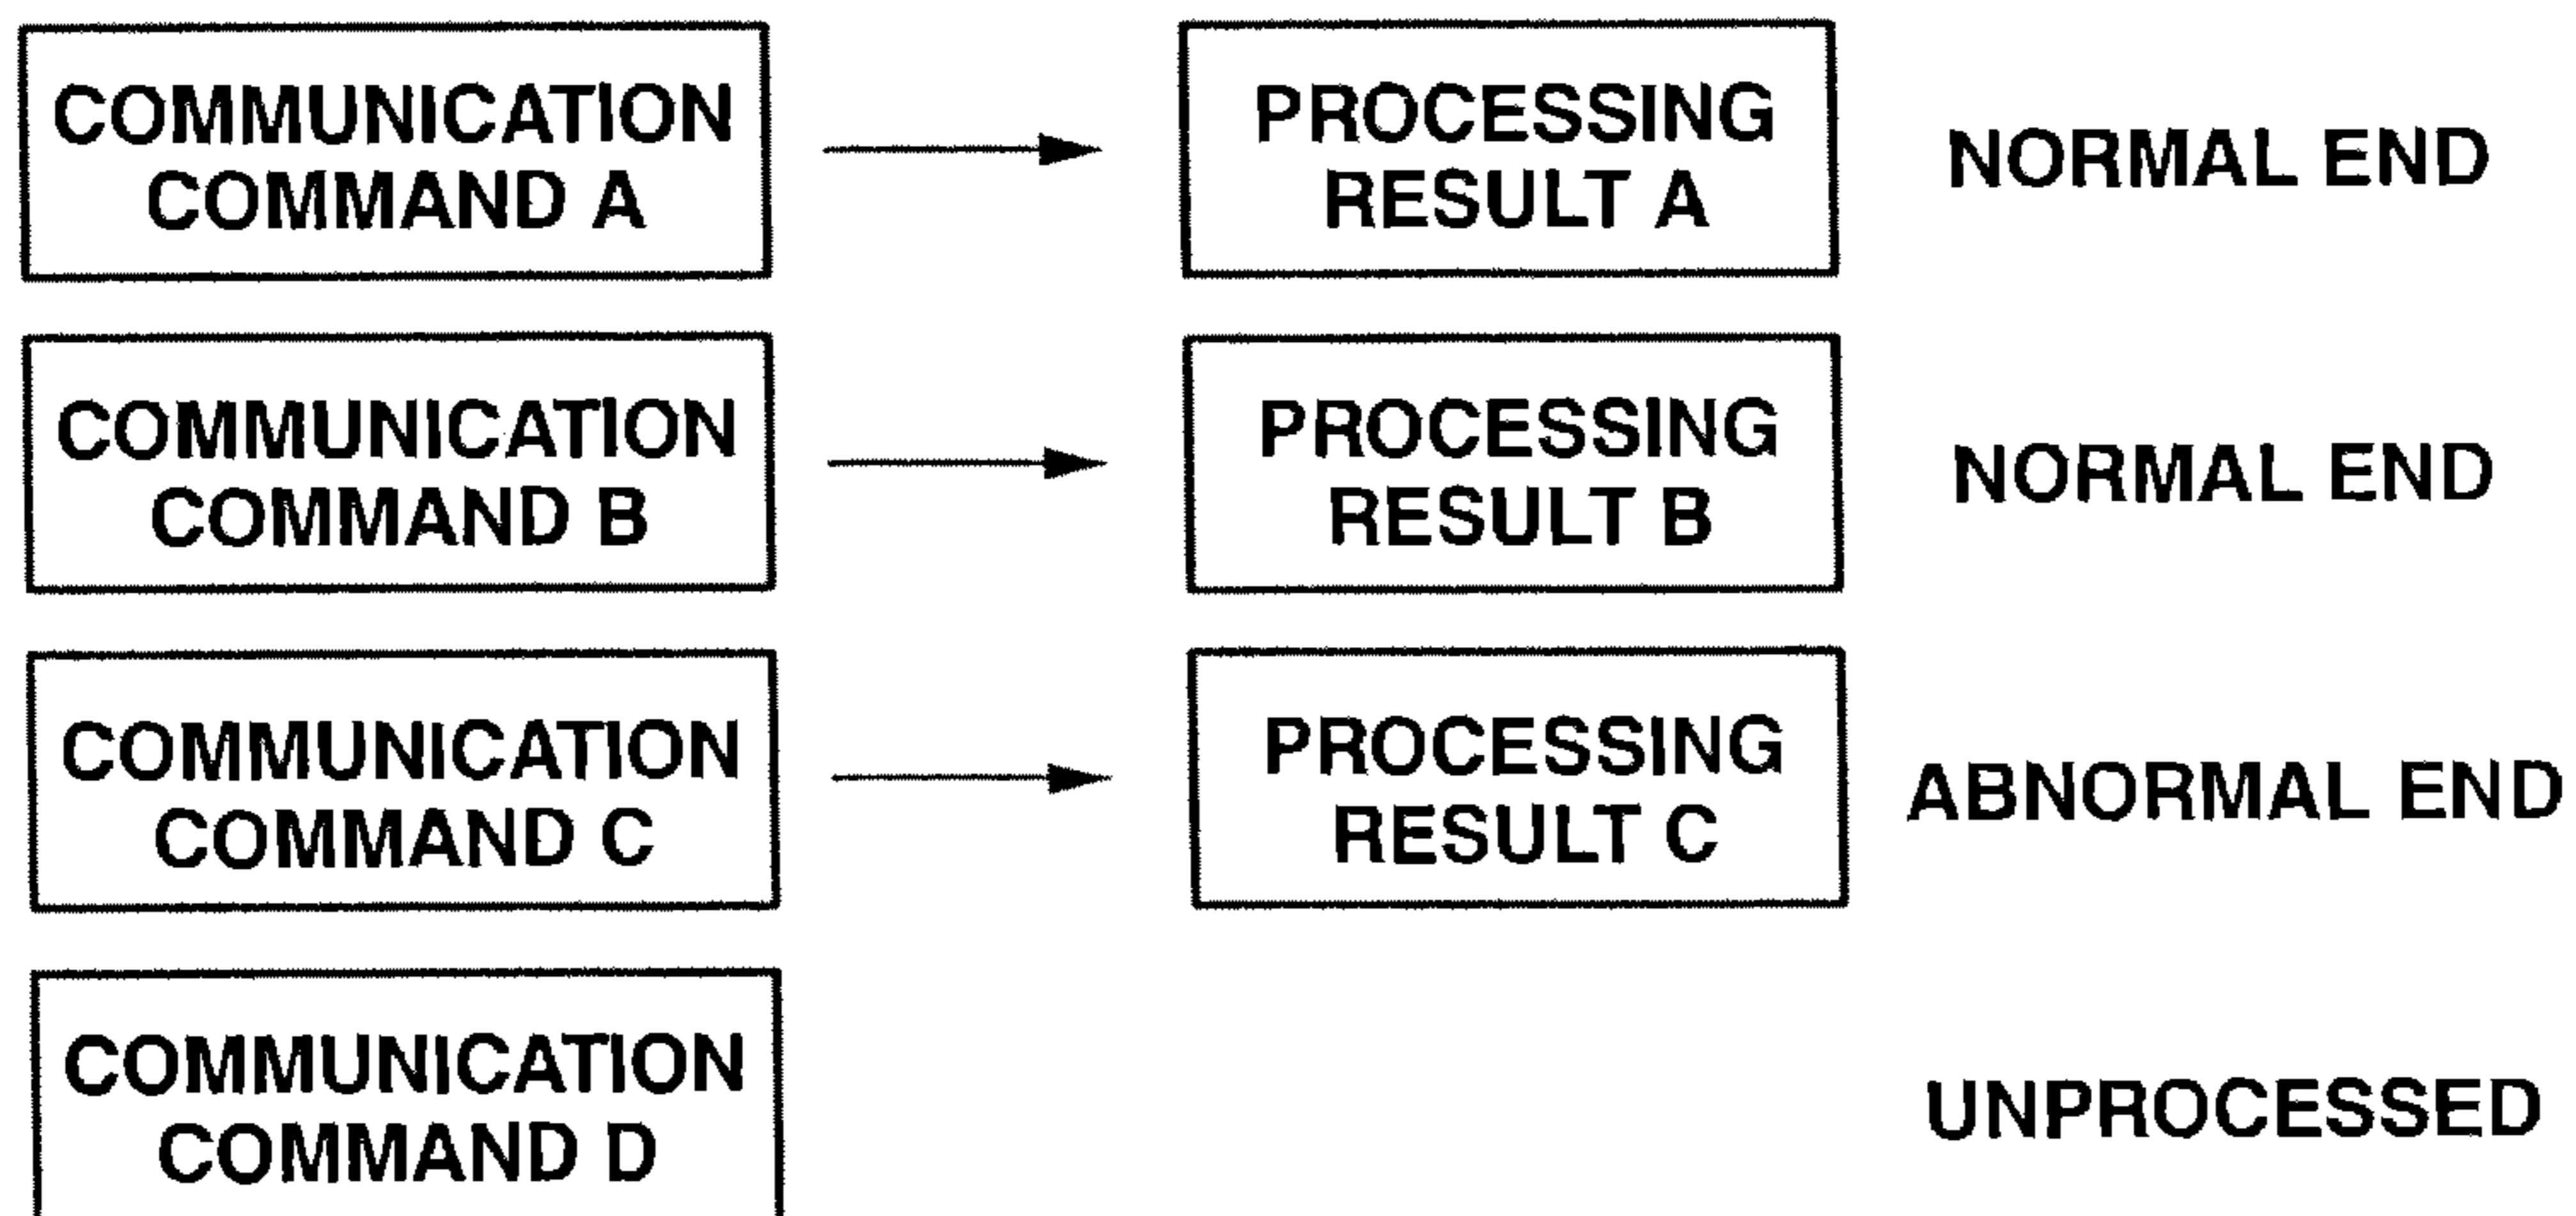 COMMUNICATION
COMMAND A
PROCESSING
RESULT A
NORMAL END
COMMUNICATION
COMMAND B
PROCESSING
RESULT B
NORMAL END
COMMUNICATION
COMMAND C
PROCESSING
RESULT C
ABNORMAL END
COMMUNICATION
COMMAND D
UNPROCESSED